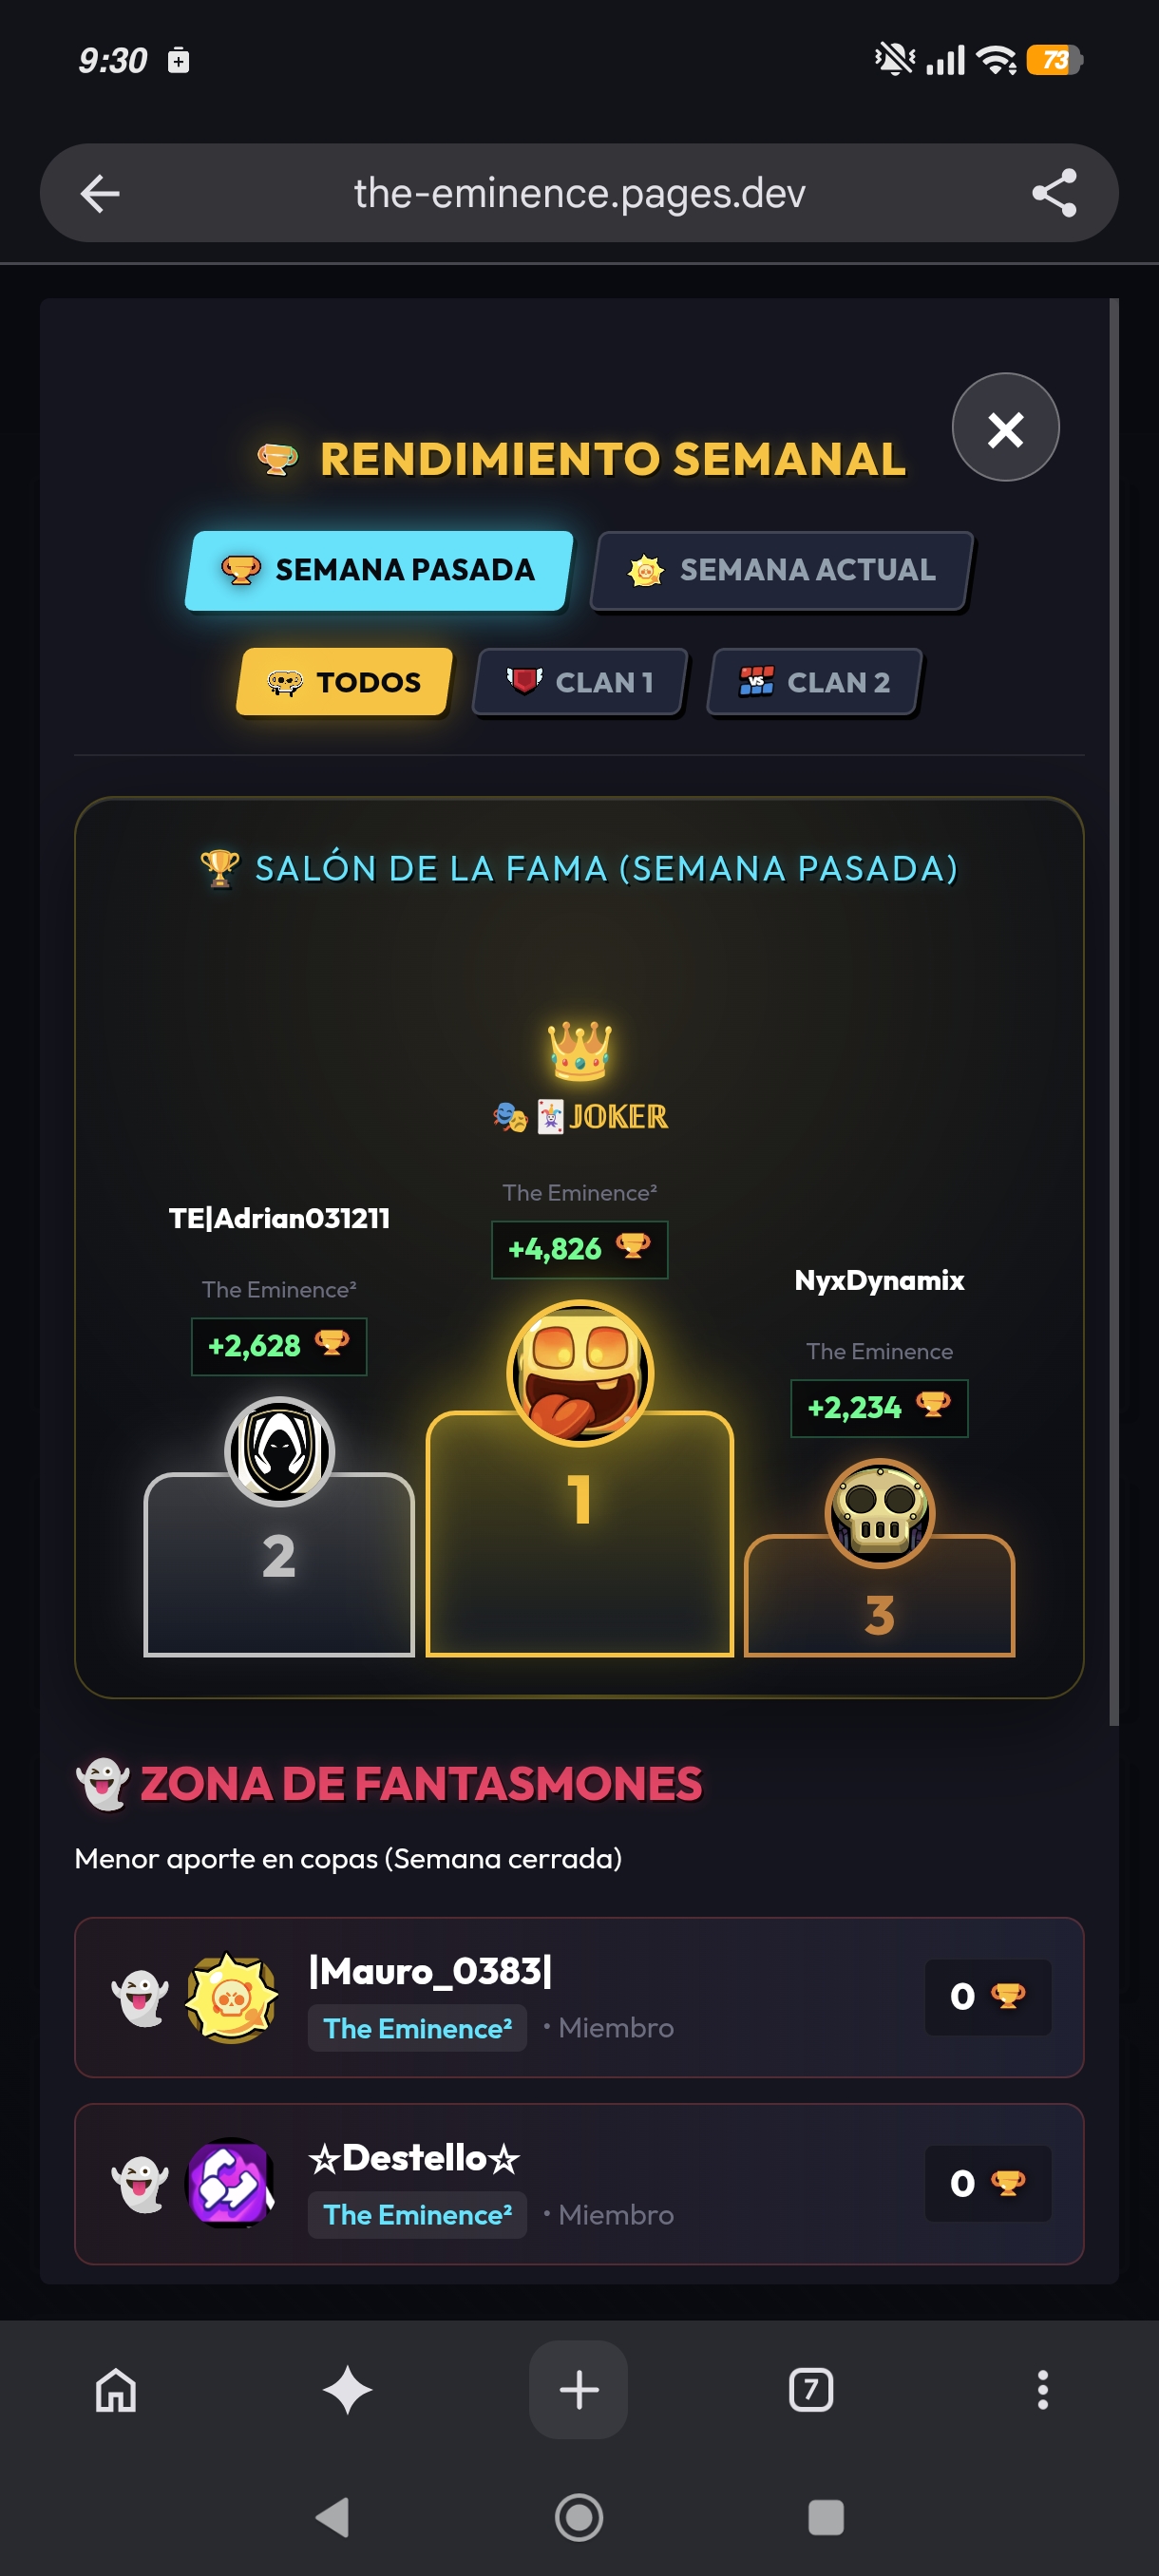 9:30
73
the-eminence.pages.dev
🏆 RENDIMIENTO SEMANAL
SEMANA PASADA
SEMANA ACTUAL
TODOS
CLAN 1
VS CLAN 2
🏆 SALÓN DE LA FAMA (SEMANA PASADA)
👑
🎭🃏𝕁𝕆𝕂𝔼ℝ
The Eminence²
+4,826
TE|Adrian031211
The Eminence²
+2,628
NyxDynamix
The Eminence
+2,234
2
1
3
👻 ZONA DE FANTASMONES
Menor aporte en copas (Semana cerrada)
👻 |Mauro_0383|
The Eminence² • Miembro
0
👻 ☆Destello☆
The Eminence² • Miembro
0
7